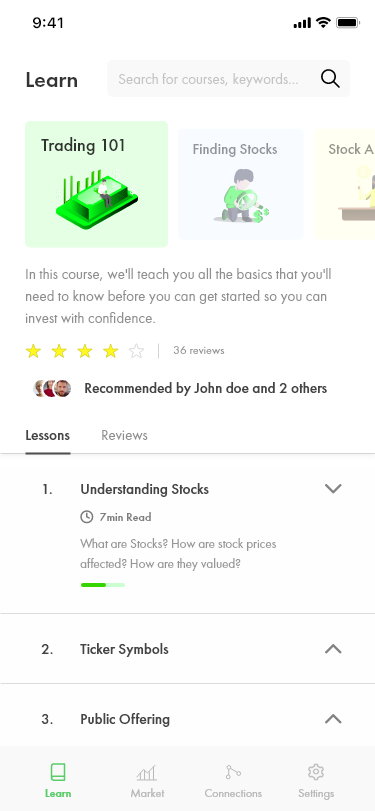 9:41
Learn
Search for courses, keywords...
Trading 101
Finding Stocks
Stock A
In this course, we'll teach you all the basics that you'll
need to know before you can get started so you can
invest with confidence.
36 reviews
Recommended by John doe and 2 others
Lessons
Reviews
1.
Understanding Stocks
7min Read
What are Stocks? How are stock prices
affected? How are they valued?
2.
Ticker Symbols
3.
Public Offering
Learn
Market
Connections
Settings